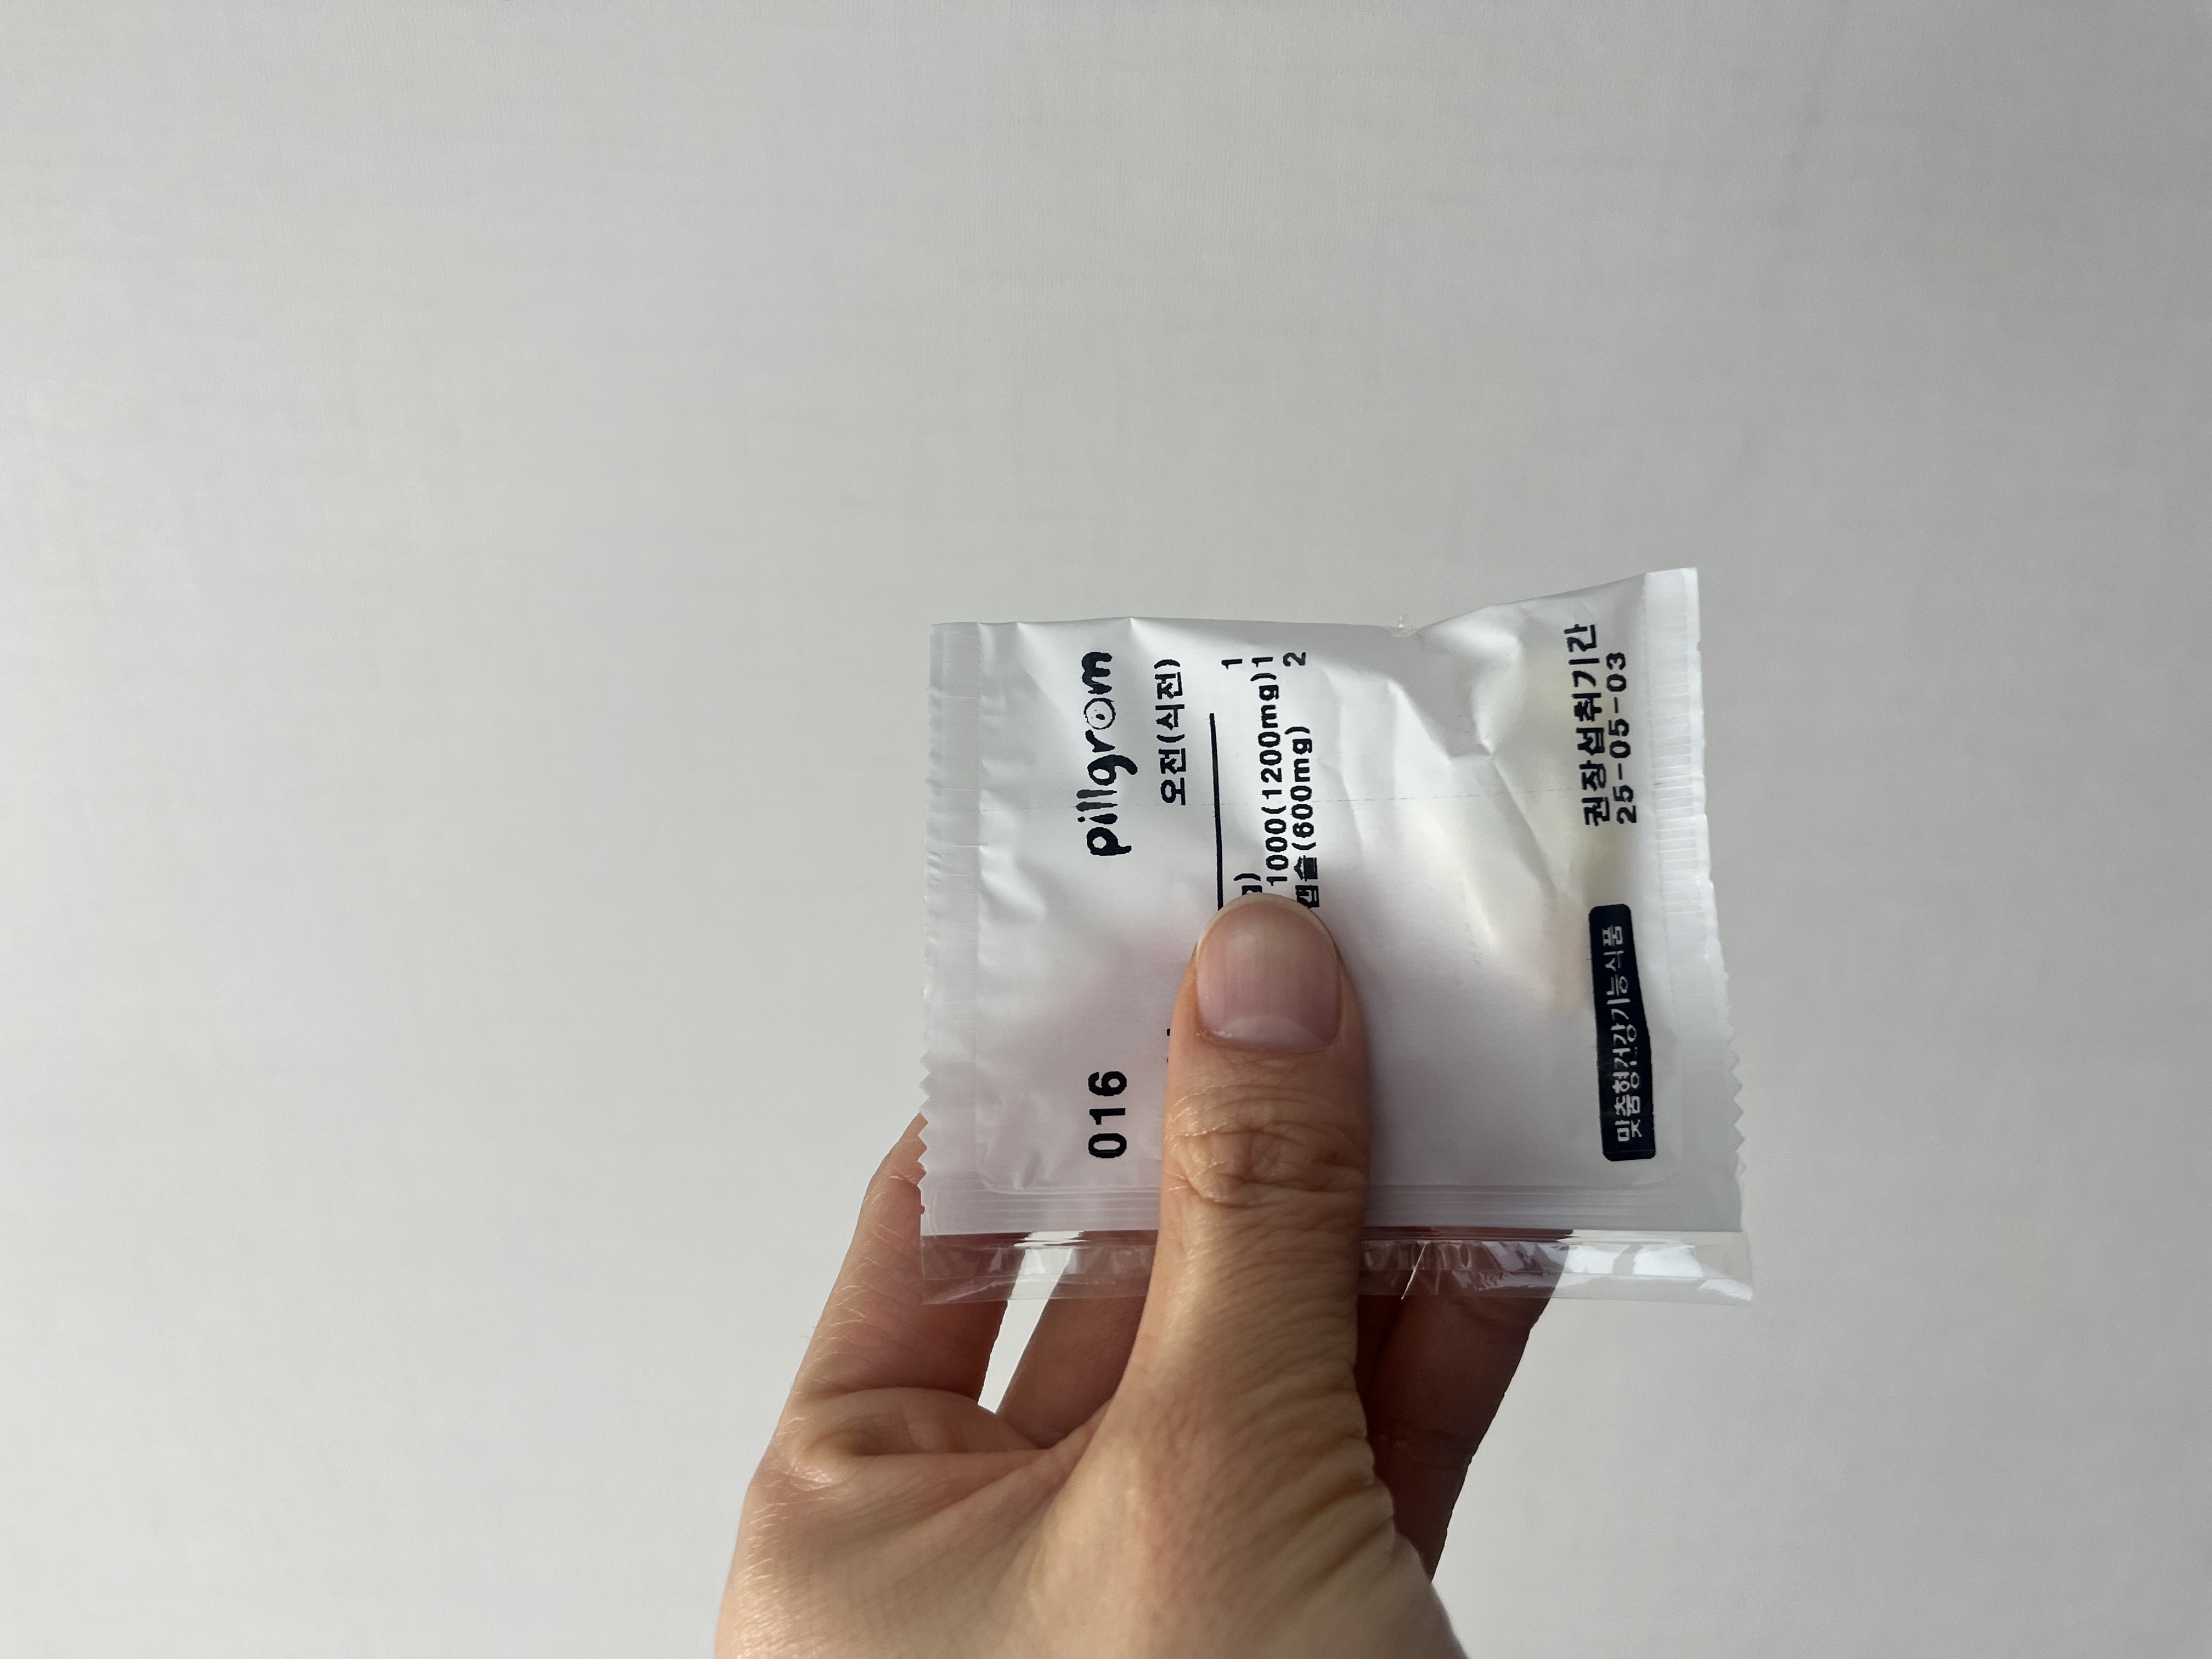 016 pillgram
오전(식전)
1
1000(1200mg)1
캡슐(600mg) 2
맞춤형건강기능식품
권장섭취기간
25-05-03